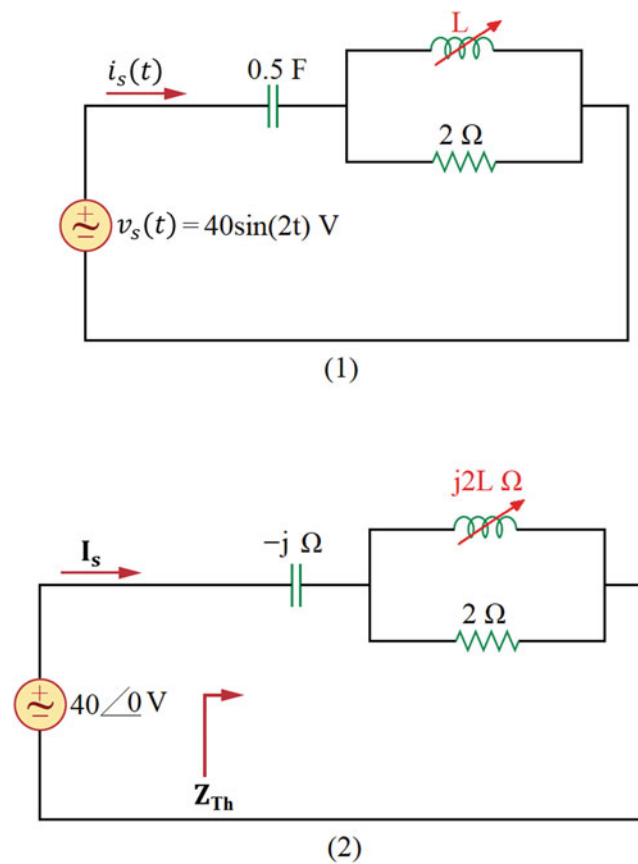 L
i_s(t)
0.5 F
2 Ω
+
~
−
v_s(t) = 40sin(2t) V
(1)
j2L Ω
−j Ω
I_s
2 Ω
+
~
−
40∠0 V
Z_Th
(2)